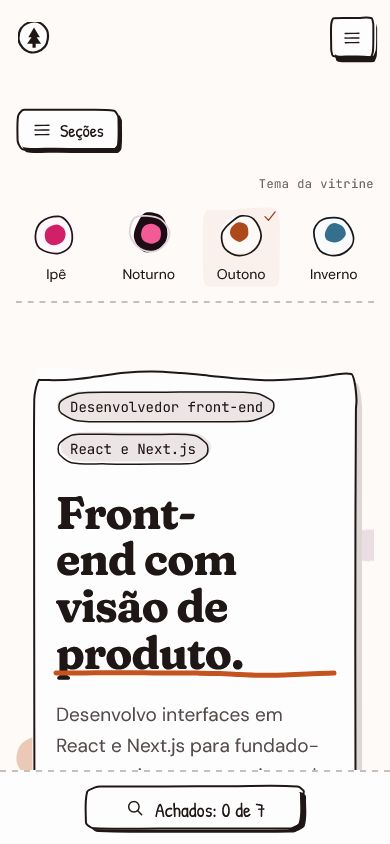 Seções
Tema da vitrine
Ipê
Noturno
Outono
Inverno
Desenvolvedor front-end
React e Next.js
Front-
end com
visão de
produto.
Desenvolvo interfaces em
React e Next.js para fundado-
Achados: 0 de 7